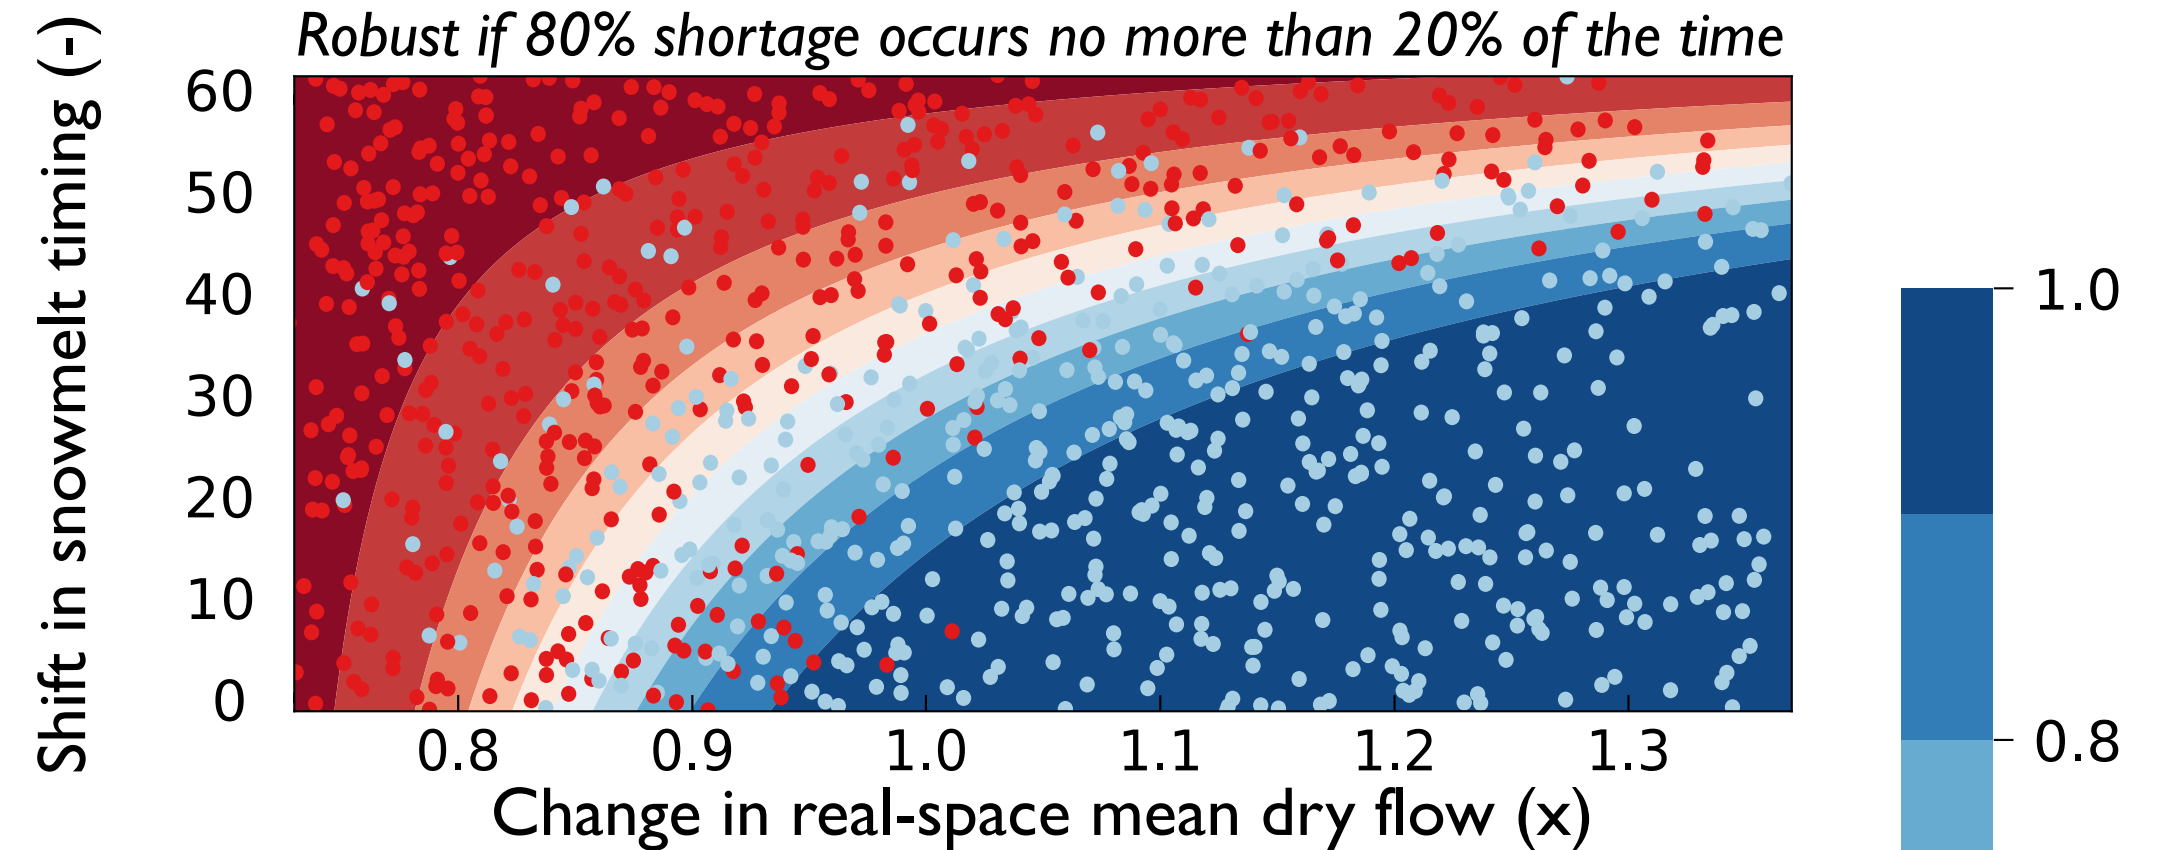 Robust if 80% shortage occurs no more than 20% of the time
Shift in snowmelt timing (-)
60
50
40
30
20
10
0
0.8 0.9 1.0 1.1 1.2 1.3
Change in real-space mean dry flow (x)
1.0
0.8